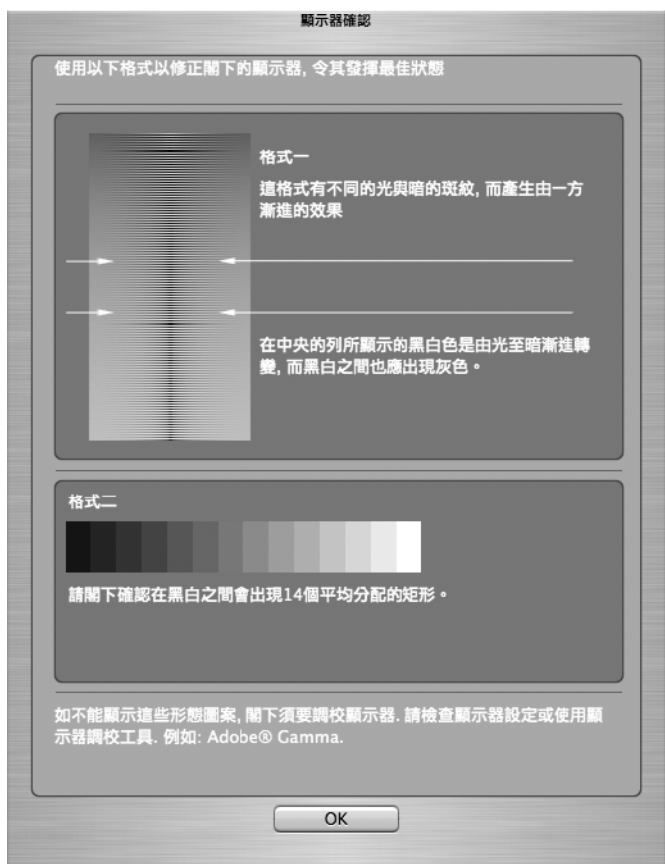 顯示器確認
使用以下格式以修正閣下的顯示器, 令其發揮最佳狀態
格式一
這格式有不同的光與暗的斑紋, 而產生由一方
漸進的效果
在中央的列所顯示的黑白色是由光至暗漸進轉
變, 而黑白之間也應出現灰色。
格式二
請閣下確認在黑白之間會出現14個平均分配的矩形。
如不能顯示這些形態圖案, 閣下須要調校顯示器. 請檢查顯示器設定或使用顯
示器調校工具. 例如: Adobe® Gamma.
OK